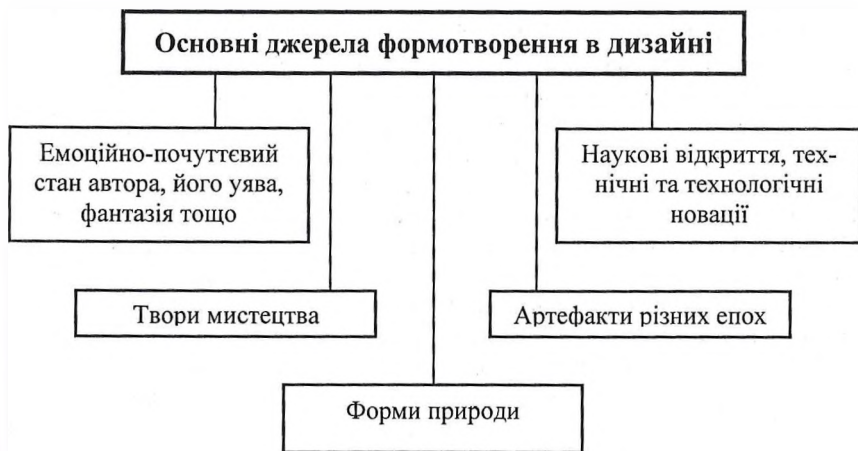 Основні джерела формотворення в дизайні
Емоційно-почуттєвий
стан автора, його уява,
фантазія тощо
Наукові відкриття, тех-
нічні та технологічні
новації
Твори мистецтва
Артефакти різних епох
Форми природи